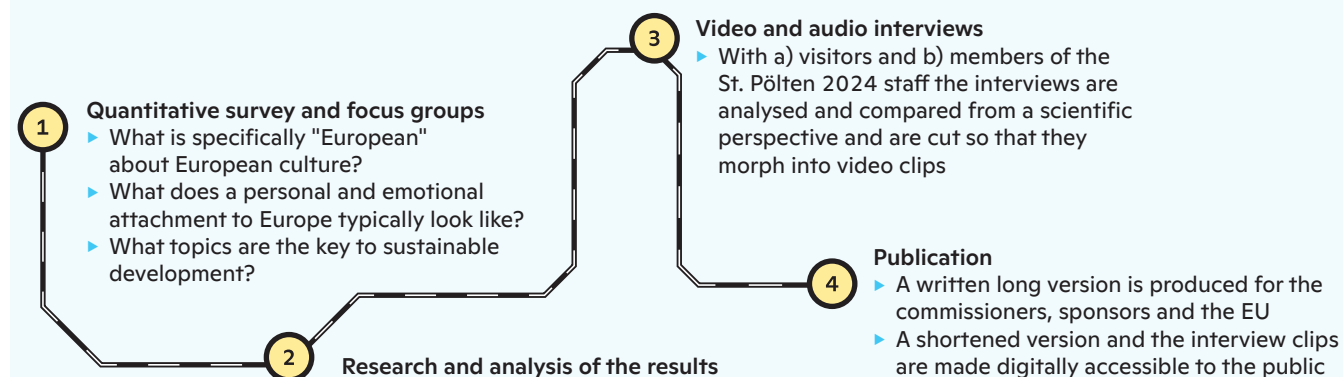 1
Quantitative survey and focus groups
▸ What is specifically "European"
about European culture?
▸ What does a personal and emotional
attachment to Europe typically look like?
▸ What topics are the key to sustainable
development?
2
Research and analysis of the results
3
Video and audio interviews
▸ With a) visitors and b) members of the
St. Pölten 2024 staff the interviews are
analysed and compared from a scientific
perspective and are cut so that they
morph into video clips
4
Publication
▸ A written long version is produced for the
commissioners, sponsors and the EU
▸ A shortened version and the interview clips
are made digitally accessible to the public